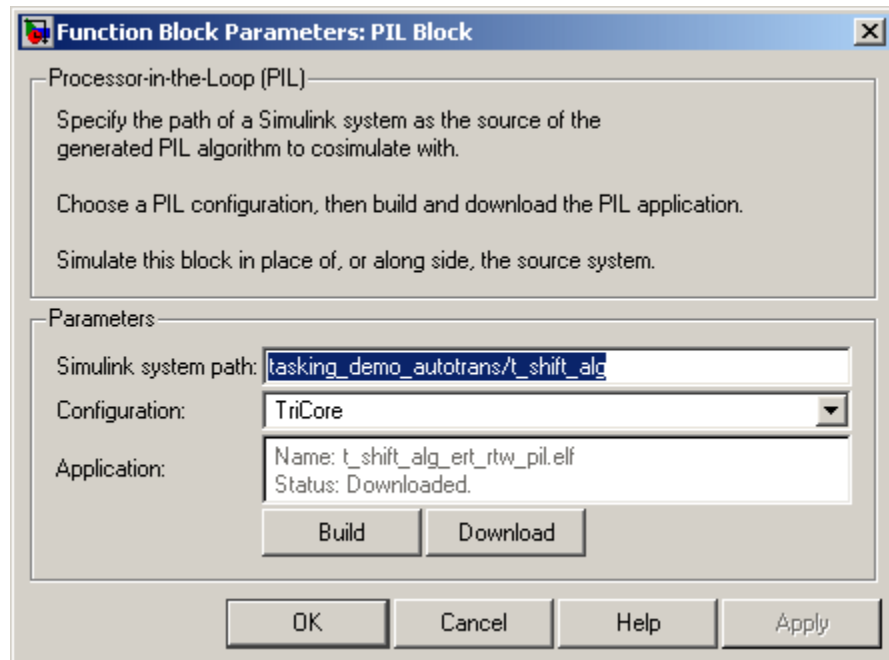 Function Block Parameters: PIL Block
Processor-in-the-Loop (PIL)
Specify the path of a Simulink system as the source of the
generated PIL algorithm to cosimulate with.
Choose a PIL configuration, then build and download the PIL application.
Simulate this block in place of, or along side, the source system.
Parameters
Simulink system path: tasking_demo_autotrans/t_shift_alg
Configuration: TriCore
Application:
Name: t_shift_alg_ert_rtw_pil.elf
Status: Downloaded.
Build Download
OK Cancel Help Apply